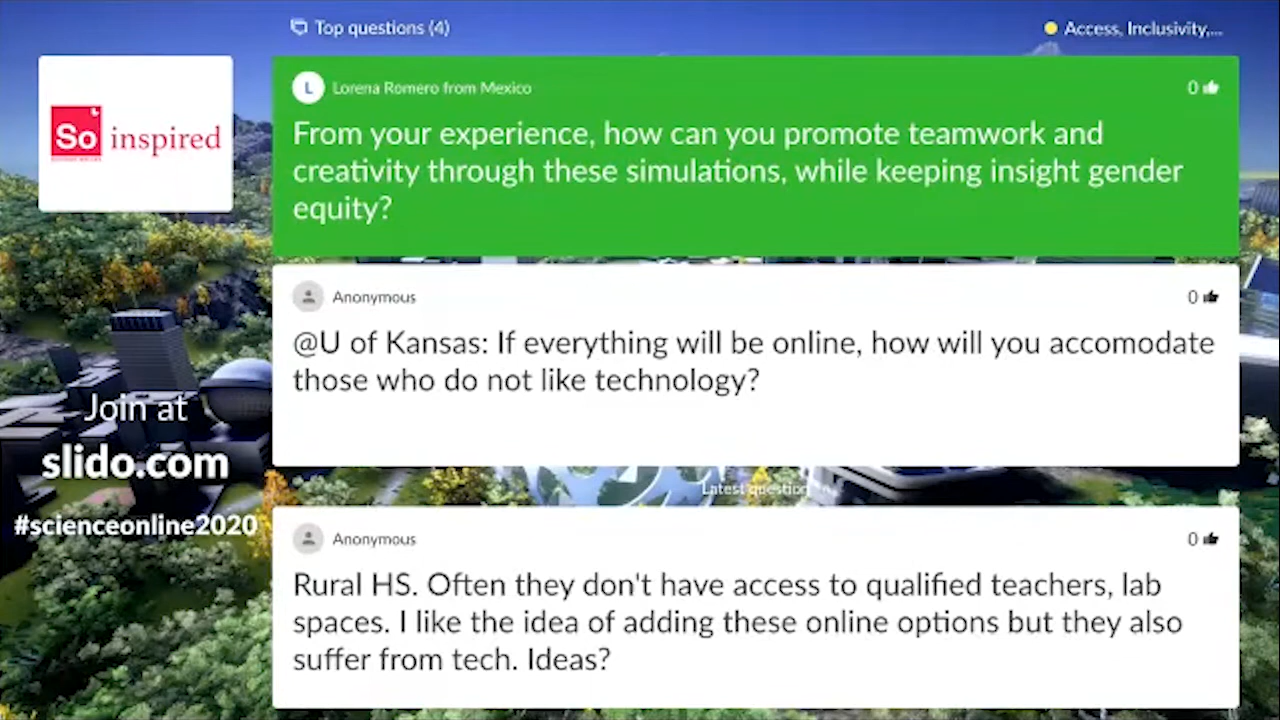 Top questions (4)
Access, Inclusivity,...
So inspired
L
Lorena Romero from Mexico
0
From your experience, how can you promote teamwork and
creativity through these simulations, while keeping insight gender
equity?
Anonymous
0
@U of Kansas: If everything will be online, how will you accomodate
those who do not like technology?
Join at
slido.com
#scienceonline2020
Latest question
Anonymous
0
Rural HS. Often they don't have access to qualified teachers, lab
spaces. I like the idea of adding these online options but they also
suffer from tech. Ideas?